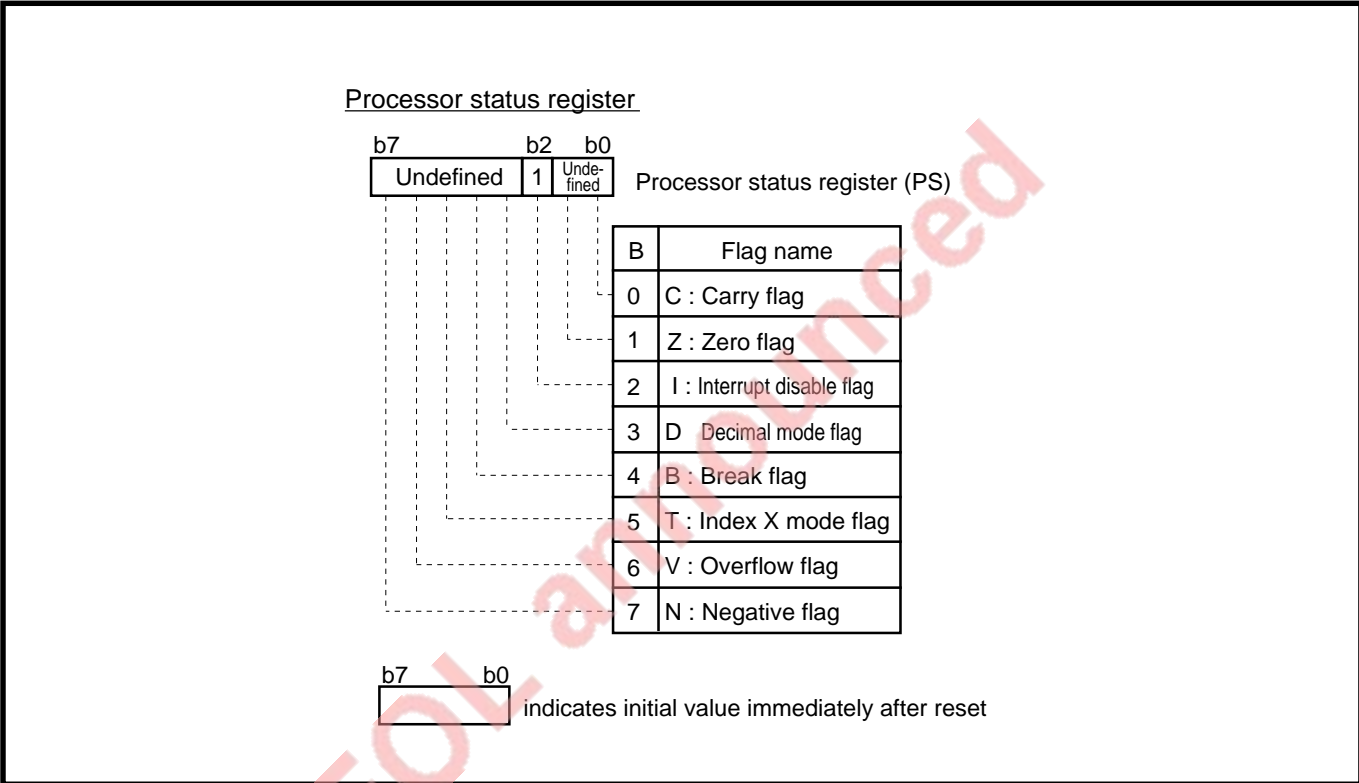 Processor status register
b7 b2 b0
Undefined 1 Unde-
fined
Processor status register (PS)
B Flag name
0 C : Carry flag
1 Z : Zero flag
2 I : Interrupt disable flag
3 D Decimal mode flag
4 B : Break flag
5 T : Index X mode flag
6 V : Overflow flag
7 N : Negative flag
b7 b0
indicates initial value immediately after reset
EOL announced